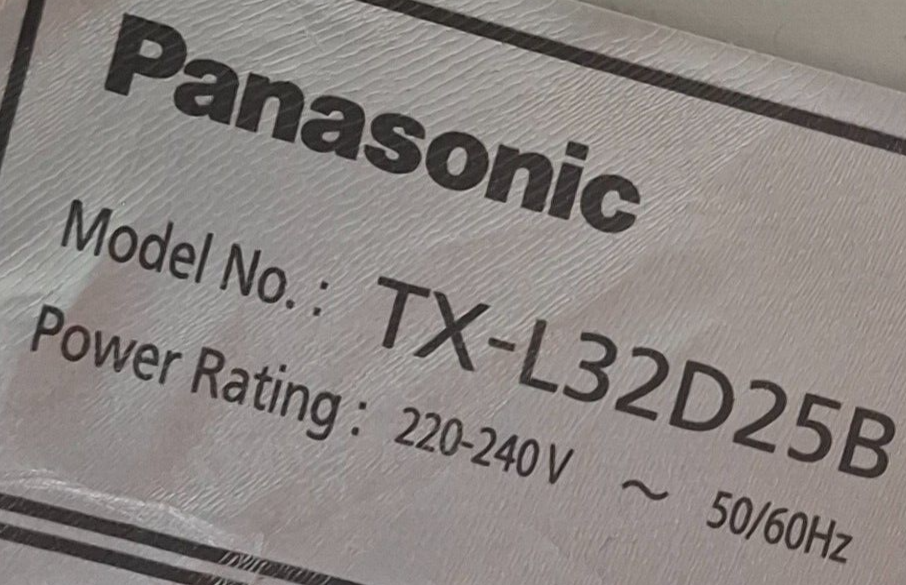 Panasonic
Model No. : TX-L32D25B
Power Rating : 220-240 V ~ 50/60Hz